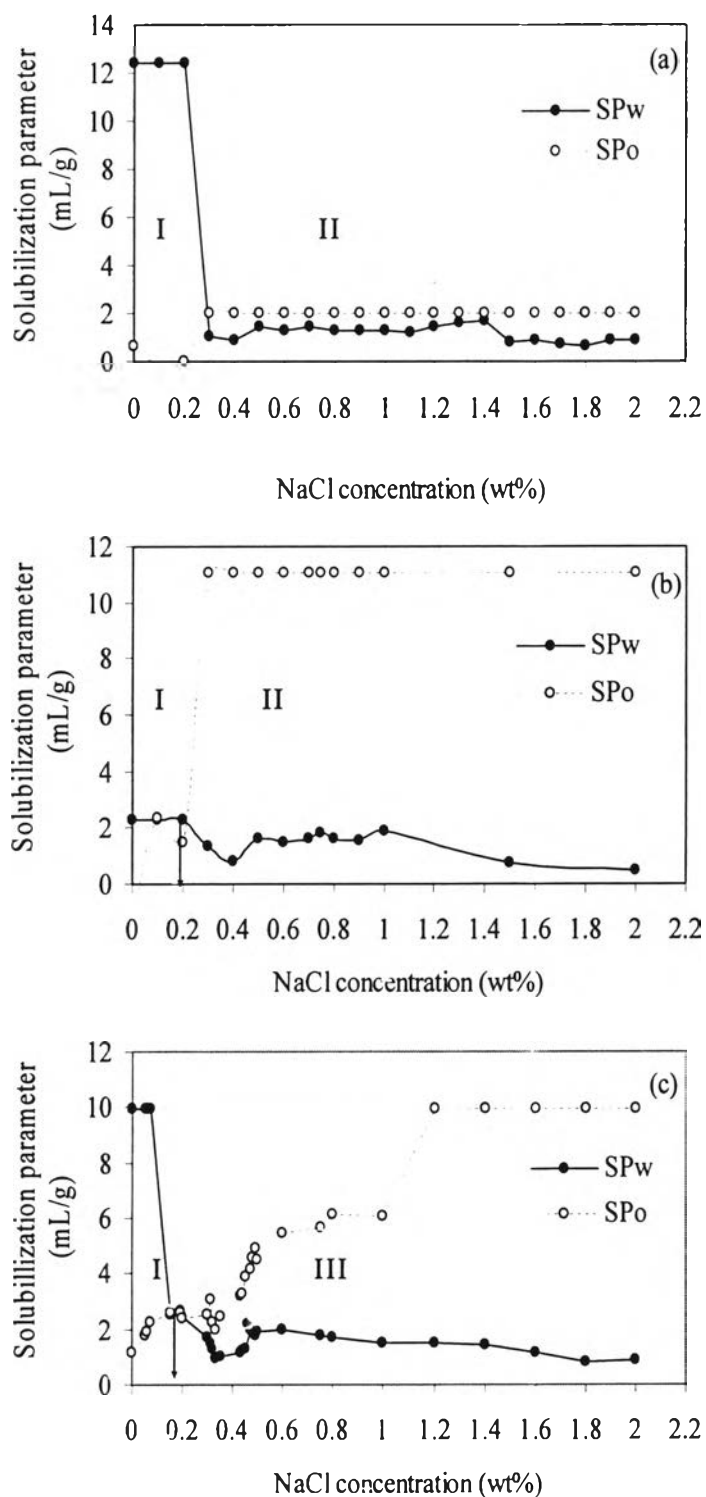 14
12
10
8
6
4
2
0
Solubilization parameter
(mL/g)
(a)
SPw
SPo
I
II
0 0.2 0.4 0.6 0.8 1 1.2 1.4 1.6 1.8 2 2.2
NaCl concentration (wt%)
12
10
8
6
4
2
0
Solubilization parameter
(mL/g)
(b)
SPw
SPo
I
II
0 0.2 0.4 0.6 0.8 1 1.2 1.4 1.6 1.8 2 2.2
NaCl concentration (wt%)
12
10
8
6
4
2
0
Solubillization parameter
(mL/g)
(c)
SPw
SPo
I
III
0 0.2 0.4 0.6 0.8 1 1.2 1.4 1.6 1.8 2 2.2
NaCl concentration (wt%)